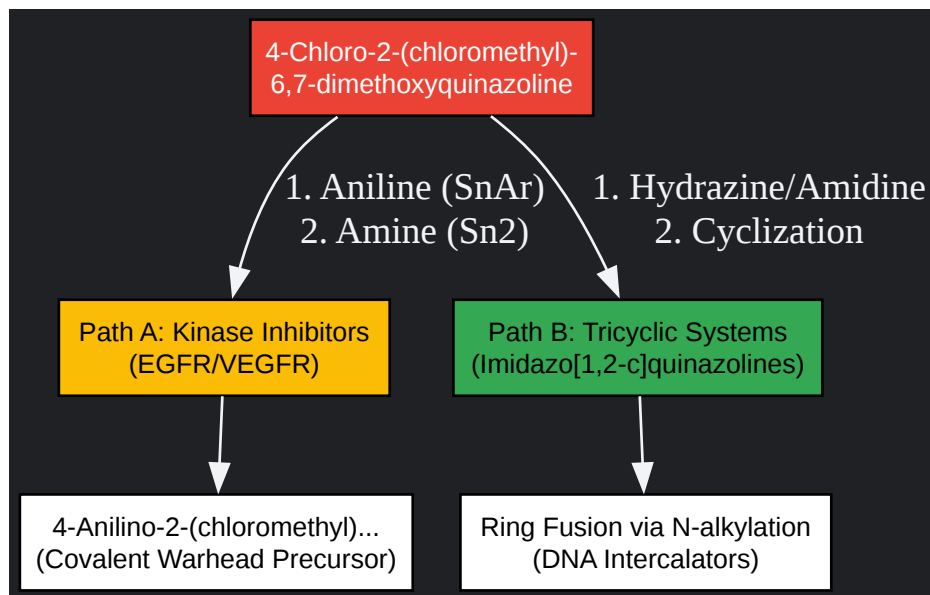 4-Chloro-2-(chloromethyl)-
6,7-dimethoxyquinazoline
1. Aniline (SnAr)
2. Amine (Sn2)
1. Hydrazine/Amidine
2. Cyclization
Path A: Kinase Inhibitors
(EGFR/VEGFR)
Path B: Tricyclic Systems
(Imidazo[1,2-c]quinazolines)
4-Anilino-2-(chloromethyl)...
(Covalent Warhead Precursor)
Ring Fusion via N-alkylation
(DNA Intercalators)